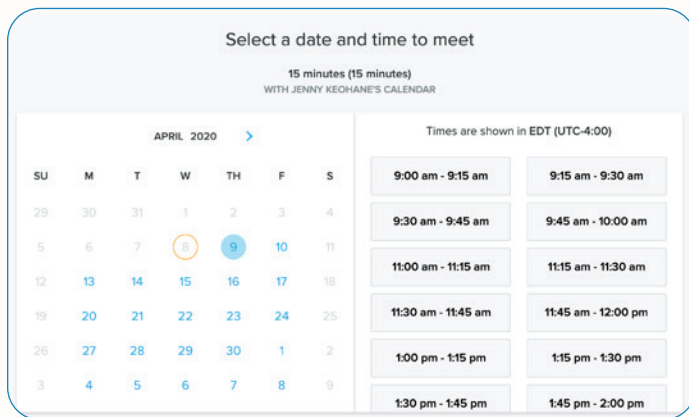 Select a date and time to meet
15 minutes (15 minutes)
WITH JENNY KEOHANE'S CALENDAR
APRIL 2020
SU M T W TH F S
29 30 31 1 2 3 4
5 6 7 8 9 10 11
12 13 14 15 16 17 18
19 20 21 22 23 24 25
26 27 28 29 30 1 2
3 4 5 6 7 8 9
Times are shown in EDT (UTC-4:00)
9:00 am - 9:15 am 9:15 am - 9:30 am
9:30 am - 9:45 am 9:45 am - 10:00 am
11:00 am - 11:15 am 11:15 am - 11:30 am
11:30 am - 11:45 am 11:45 am - 12:00 pm
1:00 pm - 1:15 pm 1:15 pm - 1:30 pm
1:30 pm - 1:45 pm 1:45 pm - 2:00 pm